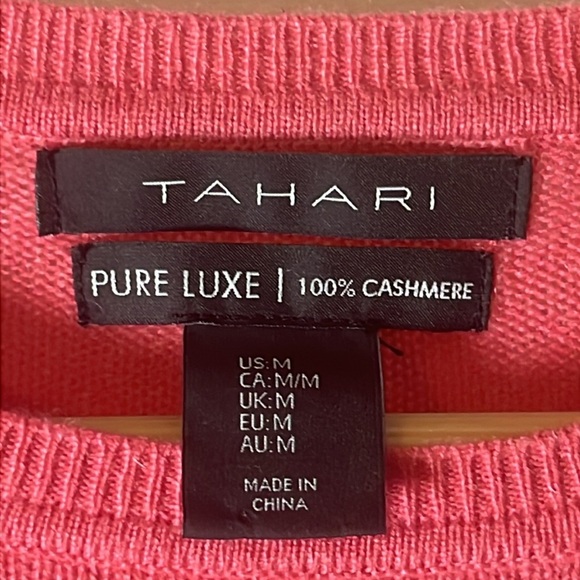 TAHARI
PURE LUXE | 100% CASHMERE
US:M
CA:M/M
UK:M
EU:M
AU:M
MADE IN
CHINA